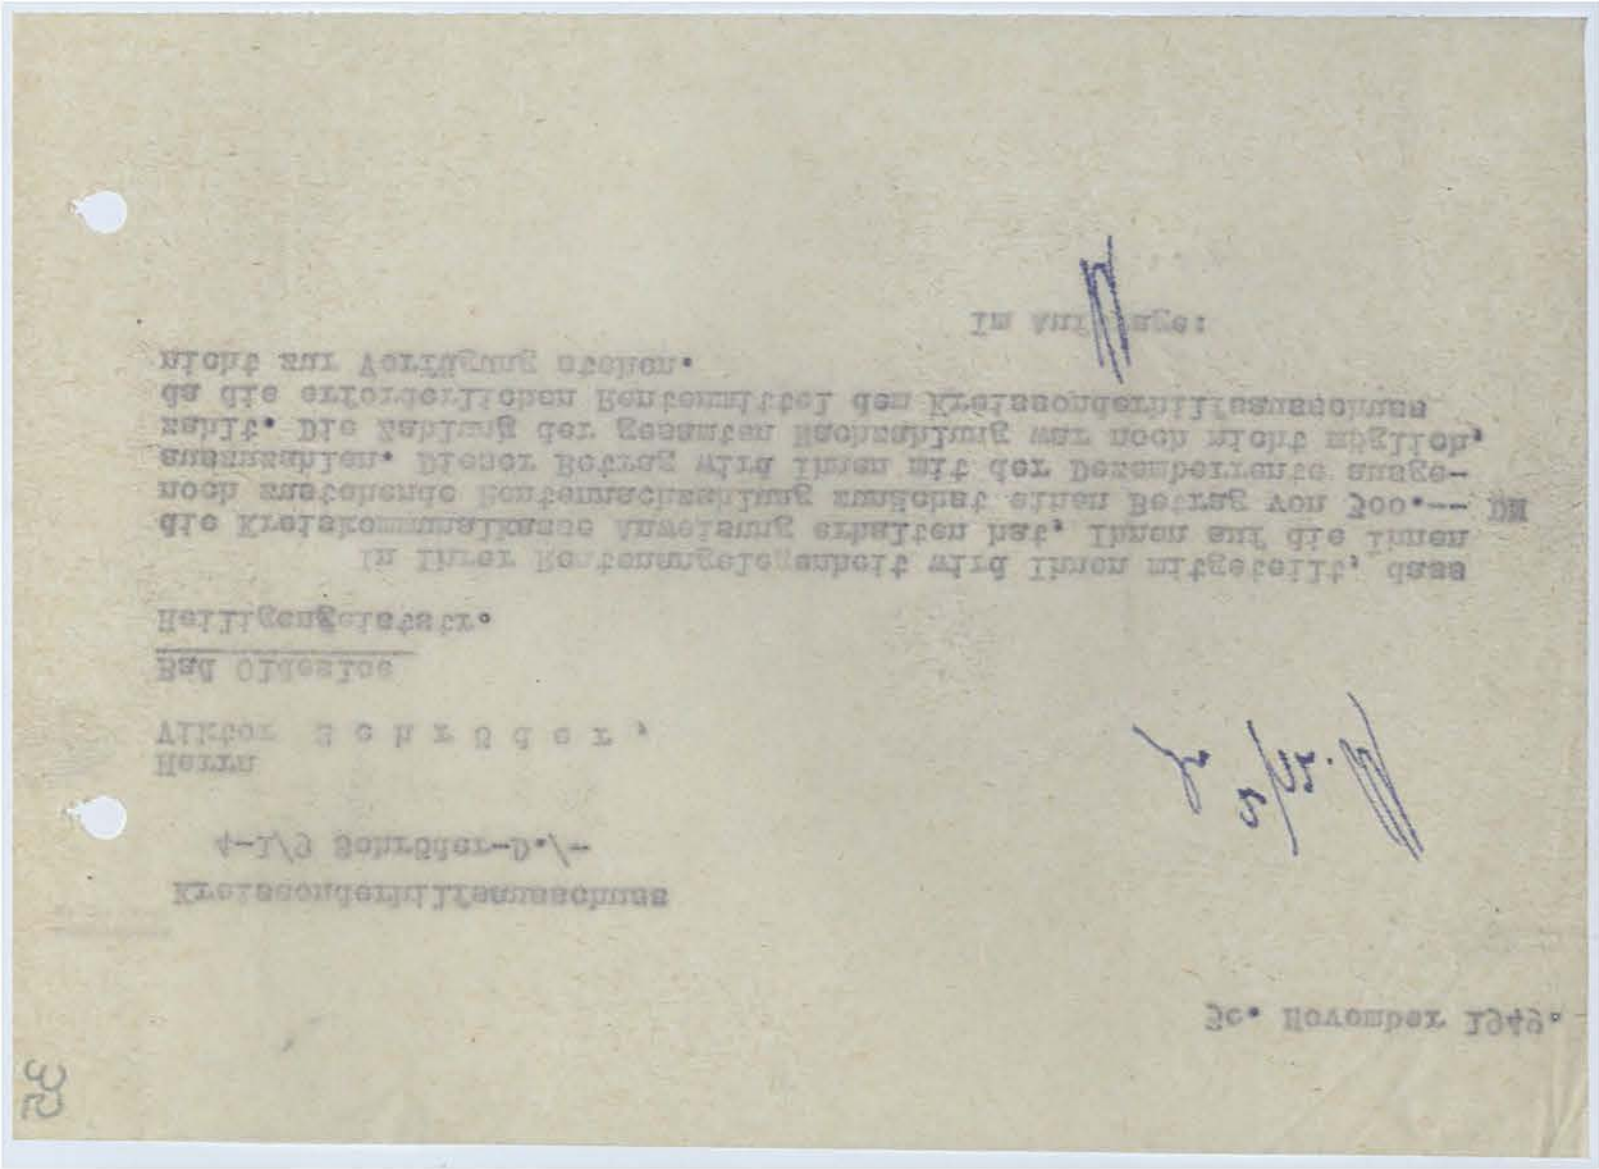 3o. November 1949.
Kreissonderhilfsausschuss
4-1/9 Schröder-D./-
Herrn
Viktor S c h r ö d e r ,
Bad Oldesloe
Heiligengeiststr.
In Ihrer Rentenangelegenheit wird Ihnen mitgeteilt, dass
die Kreiskommunalkasse Anweisung erhalten hat, Ihnen auf die Ihnen
noch zustehende Rentennachzahlung zunächst einen Betrag von 3oo.-- DM
auszuzahlen. Dieser Betrag wird Ihnen mit der Dezemberrente ausge-
zahlt. Die Zahlung der gesamten Nachzahlung war noch nicht möglich,
da die erforderlichen Rentenmittel dem Kreissonderhilfsausschuss
nicht zur Verfügung stehen.
Im Auftrage: